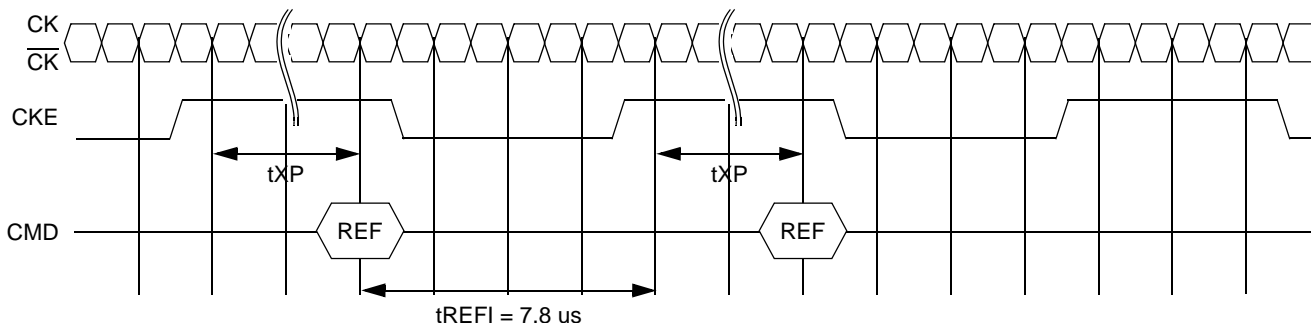 CK
CK
CKE
tXP
tXP
CMD
REF
REF
tREFI = 7.8 us